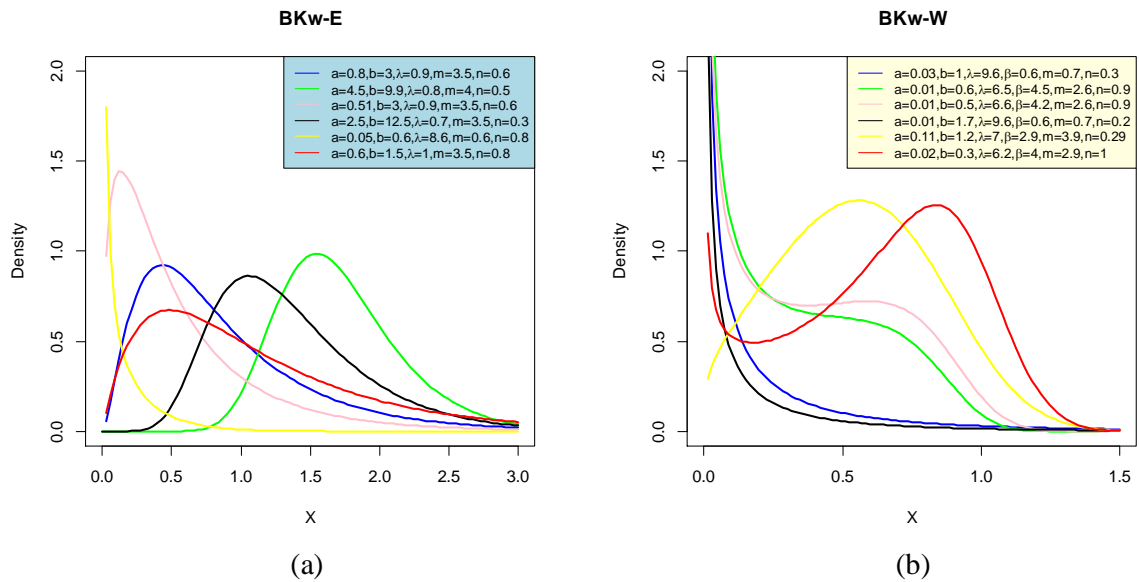 BKw-E
Density
0.0
0.5
1.0
1.5
2.0
a=0.8,b=3,λ=0.9,m=3.5,n=0.6
a=4.5,b=9.9,λ=0.8,m=4,n=0.5
a=0.51,b=3,λ=0.9,m=3.5,n=0.6
a=2.5,b=12.5,λ=0.7,m=3.5,n=0.3
a=0.05,b=0.6,λ=8.6,m=0.6,n=0.8
a=0.6,b=1.5,λ=1,m=3.5,n=0.8
0.0 0.5 1.0 1.5 2.0 2.5 3.0
X
(a)
BKw-W
Density
0.0
0.5
1.0
1.5
2.0
a=0.03,b=1,λ=9.6,β=0.6,m=0.7,n=0.3
a=0.01,b=0.6,λ=6.5,β=4.5,m=2.6,n=0.9
a=0.01,b=0.5,λ=6.6,β=4.2,m=2.6,n=0.9
a=0.01,b=1.7,λ=9.6,β=0.6,m=0.7,n=0.2
a=0.11,b=1.2,λ=7,β=2.9,m=3.9,n=0.29
a=0.02,b=0.3,λ=6.2,β=4,m=2.9,n=1
0.0 0.5 1.0 1.5
X
(b)